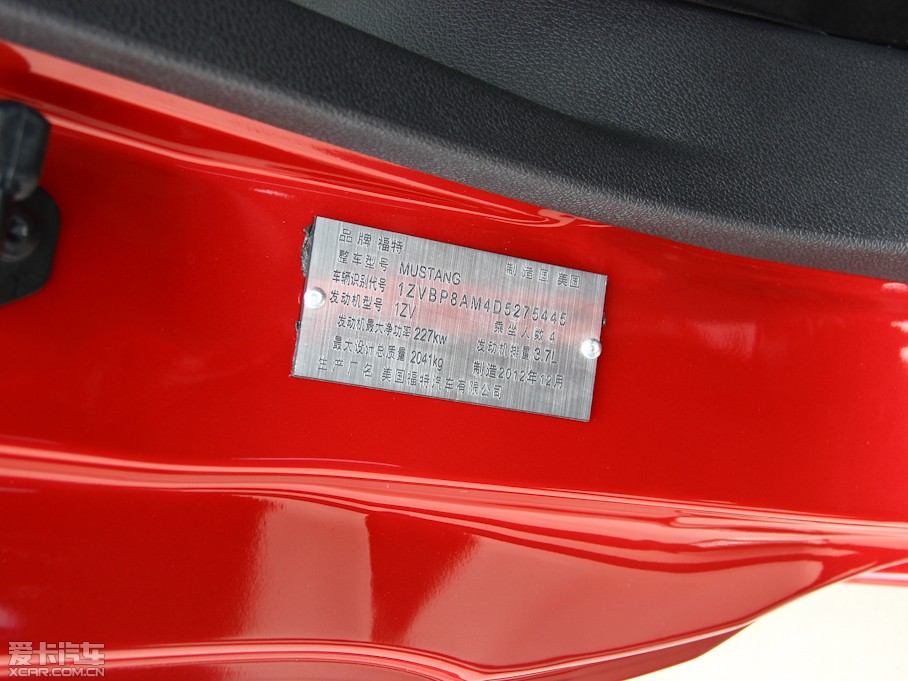 品牌 福特
整车型号 MUSTANG 制造国 美国
车辆识别代号 1ZVBP8AM4D5275445
发动机型号 1ZV 乘坐人数 4
发动机最大净功率 227kw 发动机排量 3.7L
最大设计总质量 2041kg 制造 2012年12月
生产厂名 美国福特汽车有限公司
爱卡汽车
XCAR.COM.CN